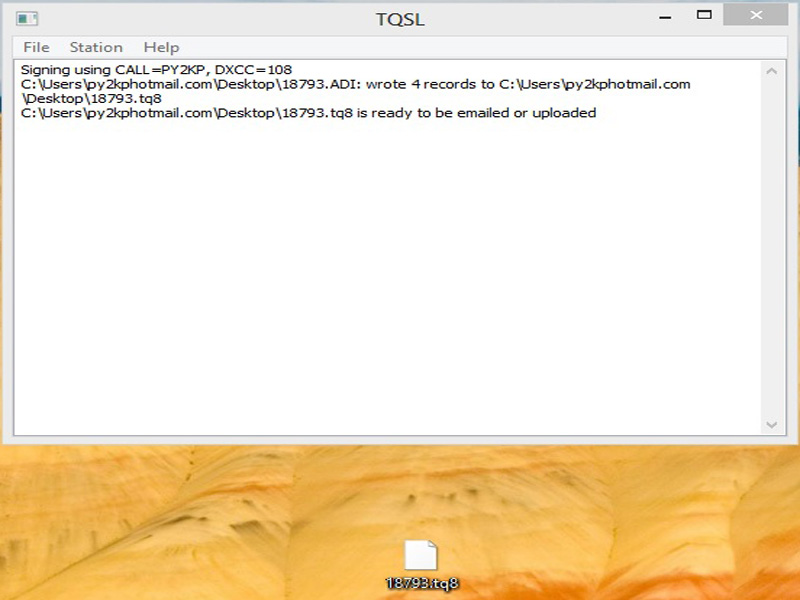 TQSL
File Station Help
Signing using CALL=PY2KP, DXCC=108
C:\Users\py2kphotmail.com\Desktop\18793.ADI: wrote 4 records to C:\Users\py2kphotmail.com
\Desktop\18793.tq8
C:\Users\py2kphotmail.com\Desktop\18793.tq8 is ready to be emailed or uploaded
18793.tq8